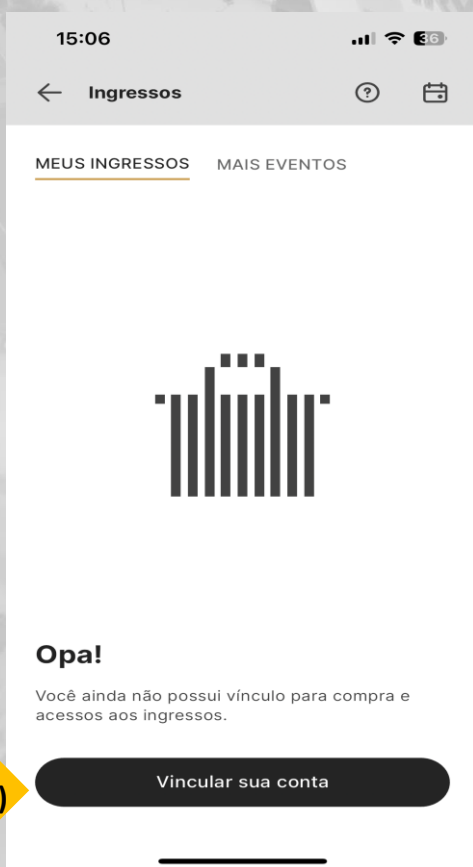 15:06
36
Ingressos
MEUS INGRESSOS MAIS EVENTOS
Opa!
Você ainda não possui vínculo para compra e
acessos aos ingressos.
Vincular sua conta
)